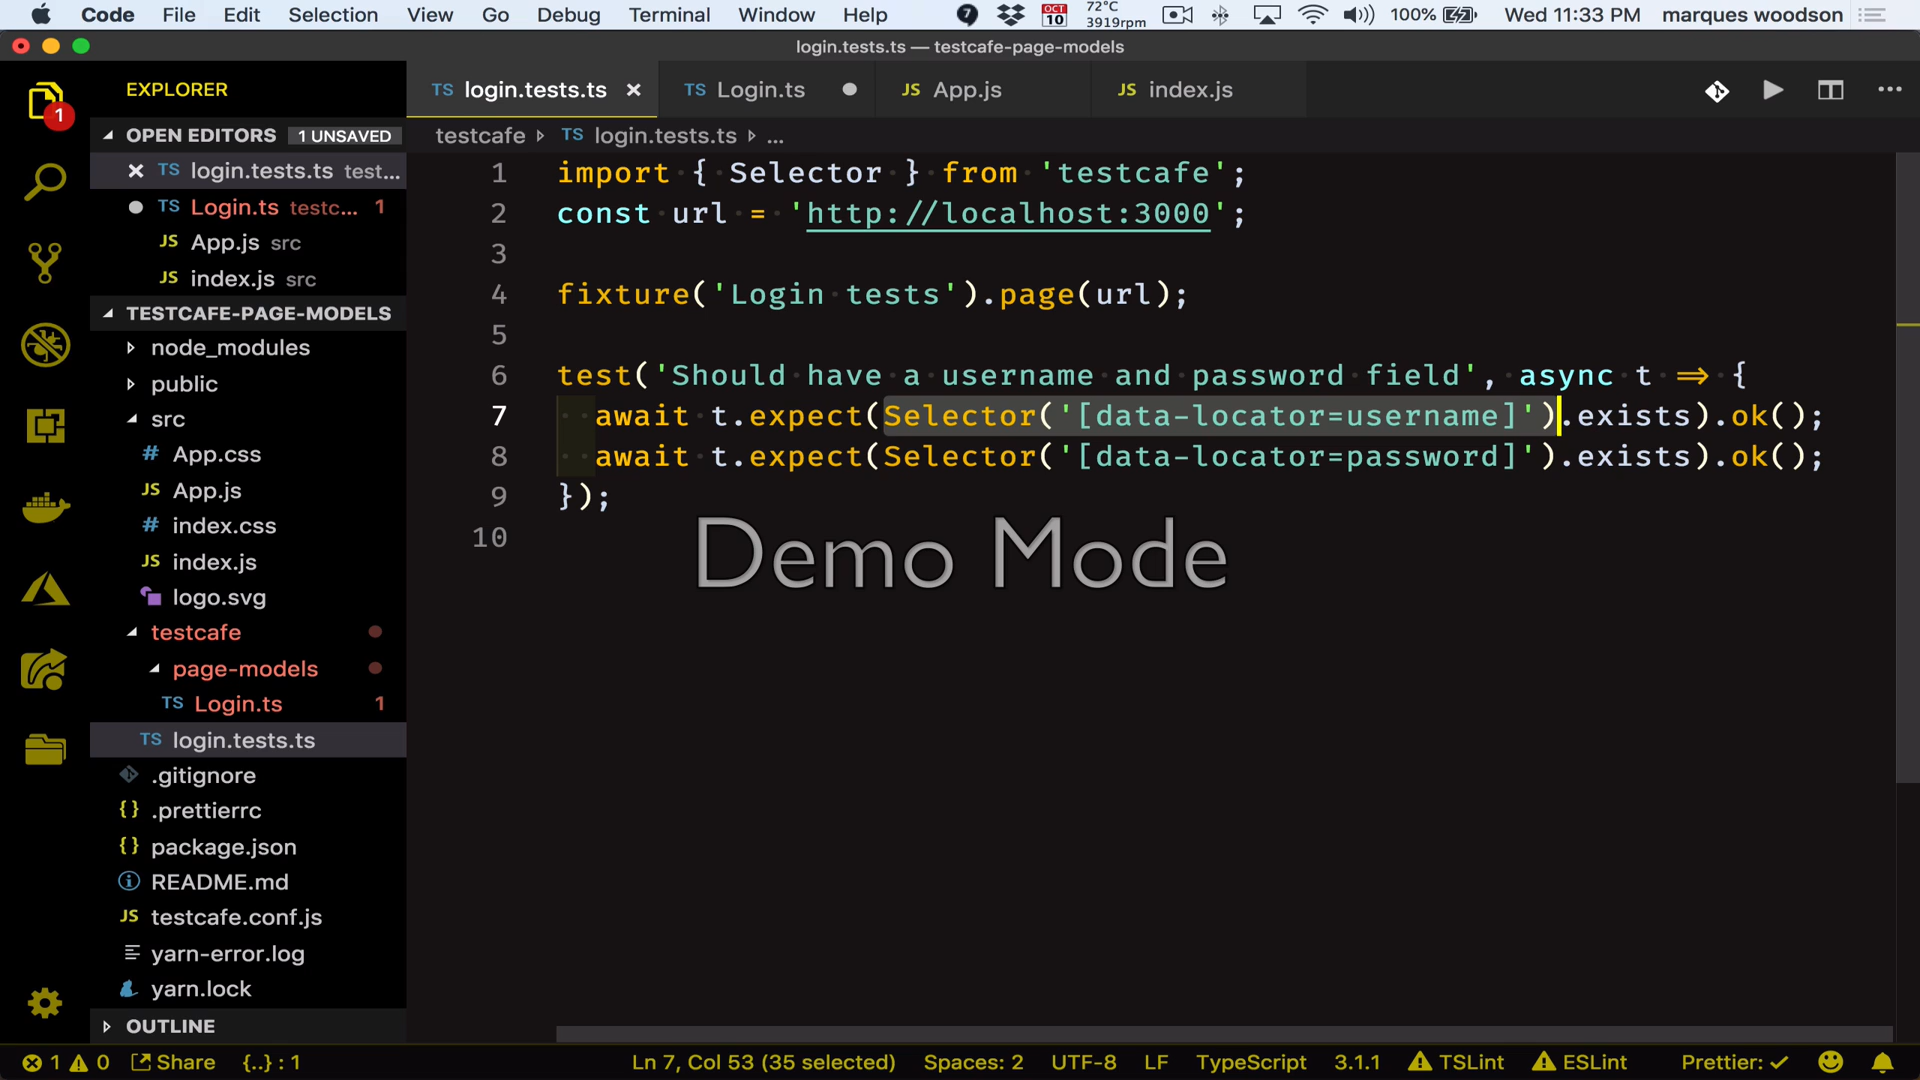 Code File Edit Selection View Go Debug Terminal Window Help 7 OCT 10 72°C 3919rpm 100% Wed 11:33 PM marques woodson
login.tests.ts — testcafe-page-models
EXPLORER
TS login.tests.ts × TS Login.ts ● JS App.js JS index.js
OPEN EDITORS 1 UNSAVED
testcafe TS login.tests.ts ...
TS login.tests.ts test...
TS Login.ts testc... 1
JS App.js src
JS index.js src
TESTCAFE-PAGE-MODELS
node_modules
public
src
# App.css
JS App.js
# index.css
JS index.js
logo.svg
testcafe
page-models
TS Login.ts 1
TS login.tests.ts
.gitignore
{ } .prettierrc
{ } package.json
README.md
JS testcafe.conf.js
yarn-error.log
yarn.lock
OUTLINE
1
1 import { Selector } from 'testcafe';
2 const url = 'http://localhost:3000';
3
4 fixture('Login tests').page(url);
5
6 test('Should have a username and password field', async t => {
7 await t.expect(Selector('[data-locator=username]').exists).ok();
8 await t.expect(Selector('[data-locator=password]').exists).ok();
9 });
10
Demo Mode
1 0 Share {..} : 1 Ln 7, Col 53 (35 selected) Spaces: 2 UTF-8 LF TypeScript 3.1.1 TSLint ESLint Prettier: ✓